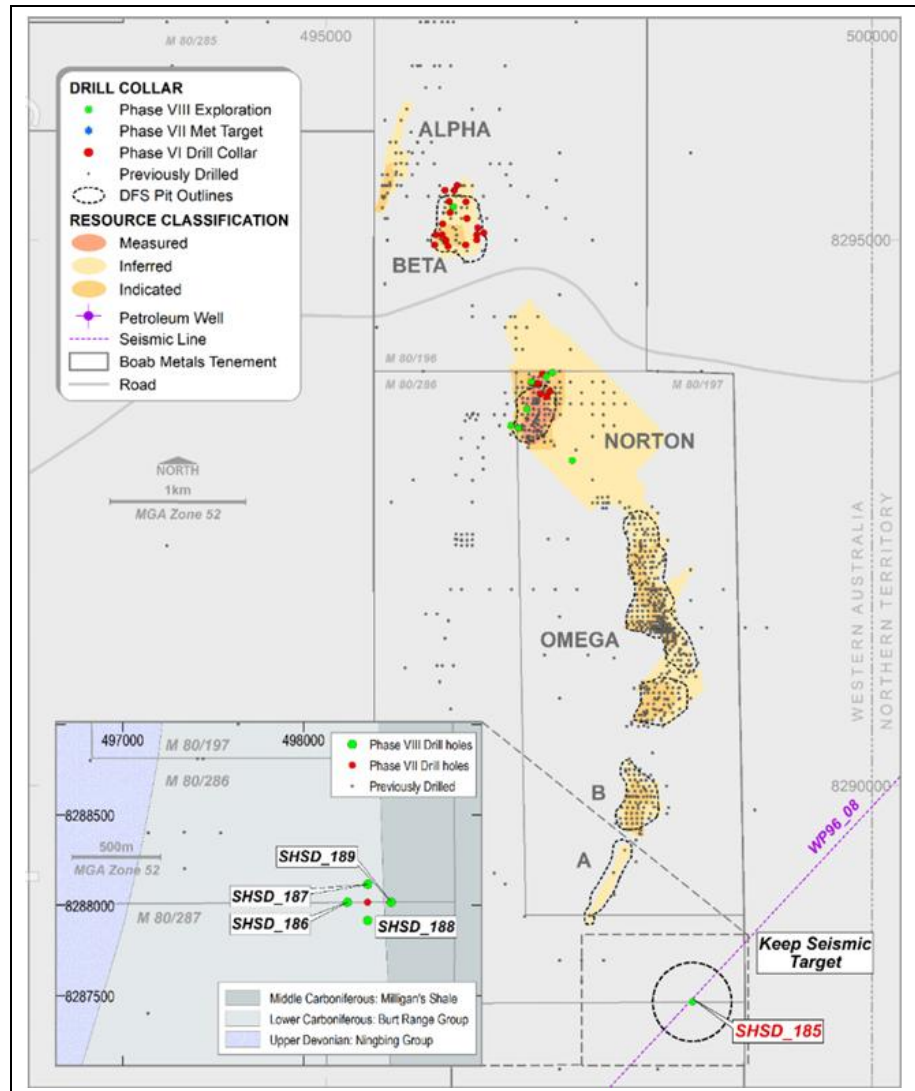 M 80/285
495000
500000
DRILL COLLAR
Phase VIII Exploration
Phase VII Met Target
Phase VI Drill Collar
Previously Drilled
DFS Pit Outlines
RESOURCE CLASSIFICATION
Measured
Inferred
Indicated
Petroleum Well
Seismic Line
Boab Metals Tenement
Road
ALPHA
BETA
8295000
M 80/196
M 80/286
M 80/197
NORTON
NORTH
1km
MGA Zone 52
OMEGA
WESTERN AUSTRALIA
NORTHERN TERRITORY
B
A
8290000
WP96_08
Keep Seismic
Target
SHSD_185
497000
498000
M 80/197
M 80/286
Phase VIII Drill holes
Phase VII Drill holes
Previously Drilled
8288500
500m
MGA Zone 52
SHSD_189
SHSD_187
8288000
M 80/287
SHSD_186
SHSD_188
8287500
Middle Carboniferous: Milligan's Shale
Lower Carboniferous: Burt Range Group
Upper Devonian: Ningbing Group